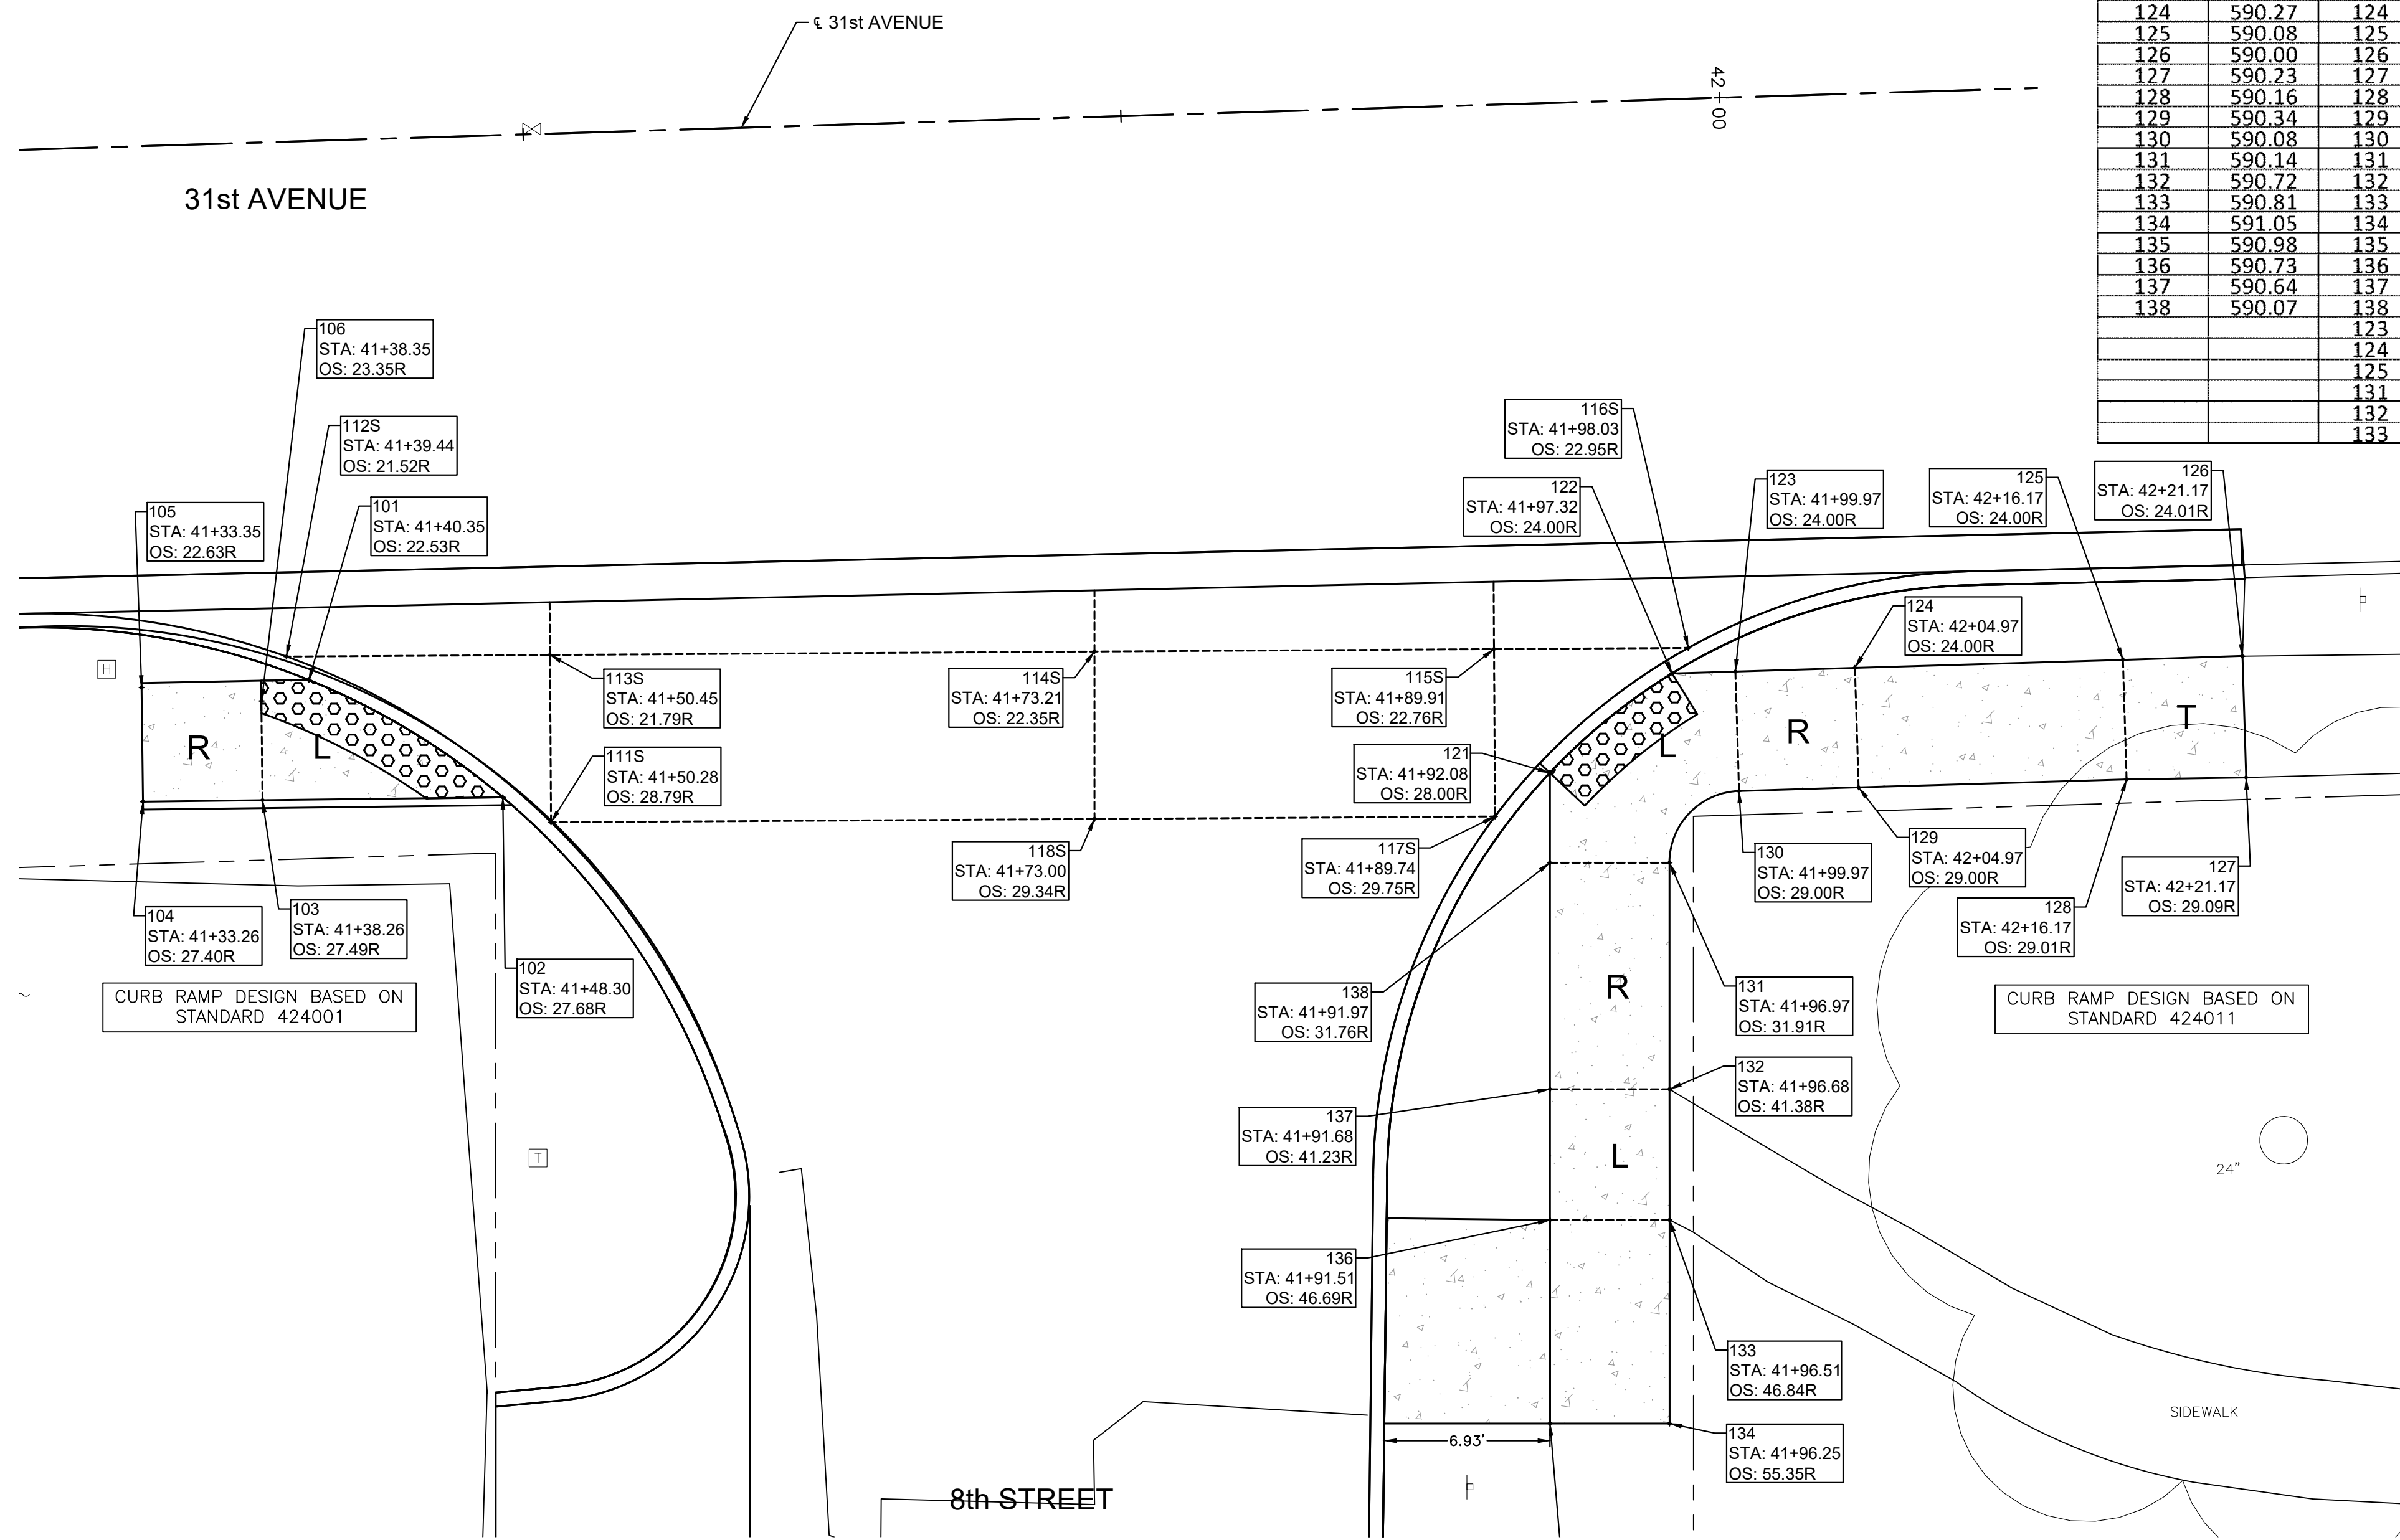 ℄ 31st AVENUE
42+00
31st AVENUE
124 590.27 124
125 590.08 125
126 590.00 126
127 590.23 127
128 590.16 128
129 590.34 129
130 590.08 130
131 590.14 131
132 590.72 132
133 590.81 133
134 591.05 134
135 590.98 135
136 590.73 136
137 590.64 137
138 590.07 138
123
124
125
131
132
133
106
STA: 41+38.35
OS: 23.35R
112S
STA: 41+39.44
OS: 21.52R
105
STA: 41+33.35
OS: 22.63R
101
STA: 41+40.35
OS: 22.53R
116S
STA: 41+98.03
OS: 22.95R
122
STA: 41+97.32
OS: 24.00R
123
STA: 41+99.97
OS: 24.00R
125
STA: 42+16.17
OS: 24.00R
126
STA: 42+21.17
OS: 24.01R
124
STA: 42+04.97
OS: 24.00R
H
R
L
113S
STA: 41+50.45
OS: 21.79R
114S
STA: 41+73.21
OS: 22.35R
115S
STA: 41+89.91
OS: 22.76R
L
R
T
111S
STA: 41+50.28
OS: 28.79R
121
STA: 41+92.08
OS: 28.00R
118S
STA: 41+73.00
OS: 29.34R
117S
STA: 41+89.74
OS: 29.75R
130
STA: 41+99.97
OS: 29.00R
129
STA: 42+04.97
OS: 29.00R
127
STA: 42+21.17
OS: 29.09R
128
STA: 42+16.17
OS: 29.01R
104
STA: 41+33.26
OS: 27.40R
103
STA: 41+38.26
OS: 27.49R
102
STA: 41+48.30
OS: 27.68R
CURB RAMP DESIGN BASED ON
STANDARD 424001
138
STA: 41+91.97
OS: 31.76R
R
131
STA: 41+96.97
OS: 31.91R
CURB RAMP DESIGN BASED ON
STANDARD 424011
132
STA: 41+96.68
OS: 41.38R
137
STA: 41+91.68
OS: 41.23R
T
L
24"
136
STA: 41+91.51
OS: 46.69R
133
STA: 41+96.51
OS: 46.84R
SIDEWALK
6.93'
134
STA: 41+96.25
OS: 55.35R
8th STREET